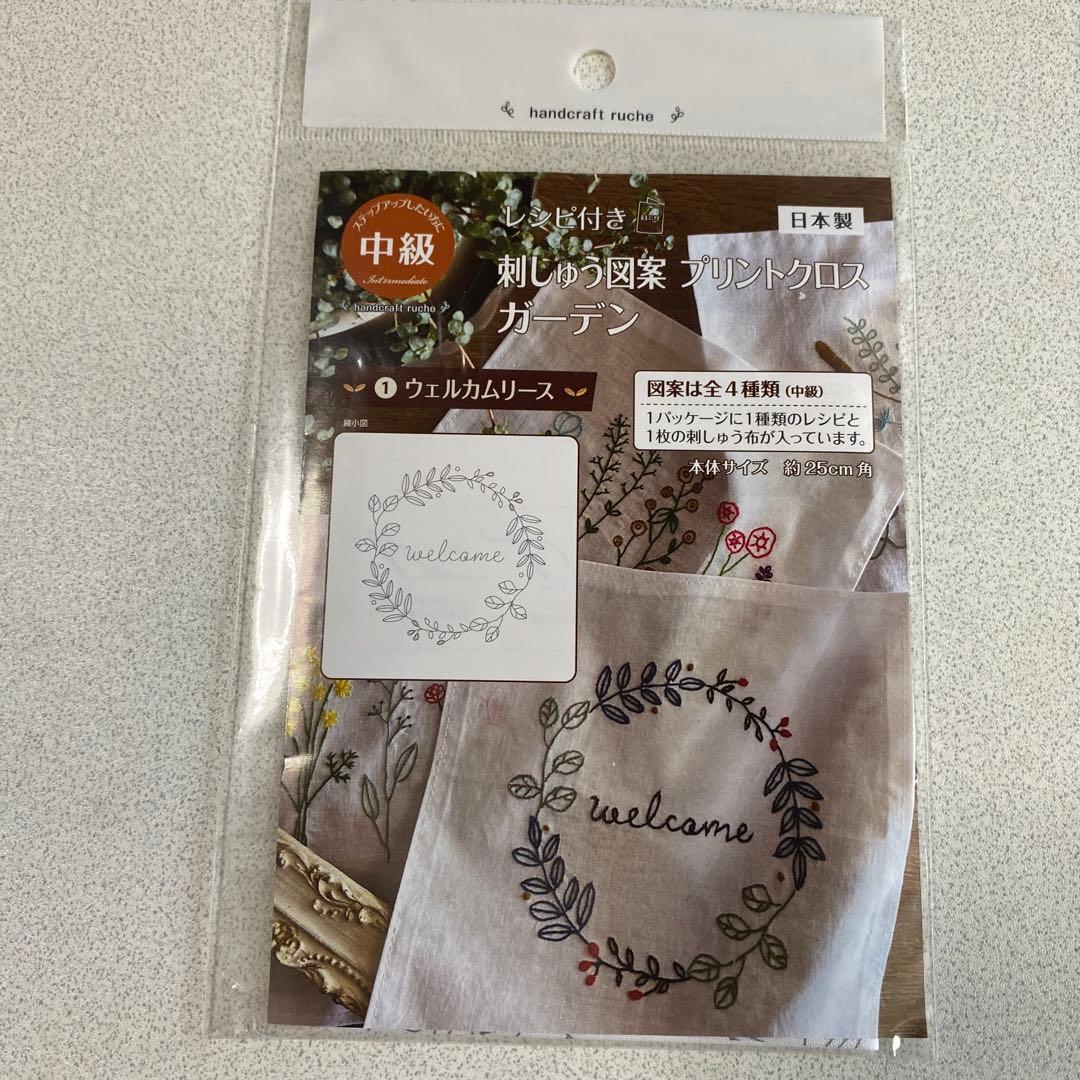 handcraft ruche
ステップアップしたい方に
中級
Intermediate
handcraft ruche
レシピ付き
日本製
刺しゅう図案 プリントクロス
ガーデン
① ウェルカムリース
図案は全4種類 (中級)
1パッケージに1種類のレシピと
1枚の刺しゅう布が入っています。
本体サイズ 約25cm角
縮小図
welcome
welcome